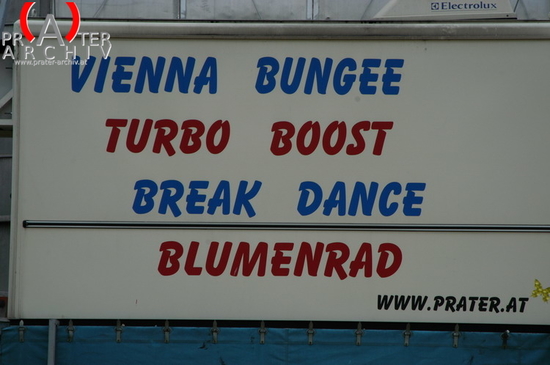 Electrolux
PRATER
ARCHIV
www.prater-archiv.at
VIENNA BUNGEE
TURBO BOOST
BREAK DANCE
BLUMENRAD
WWW.PRATER.AT